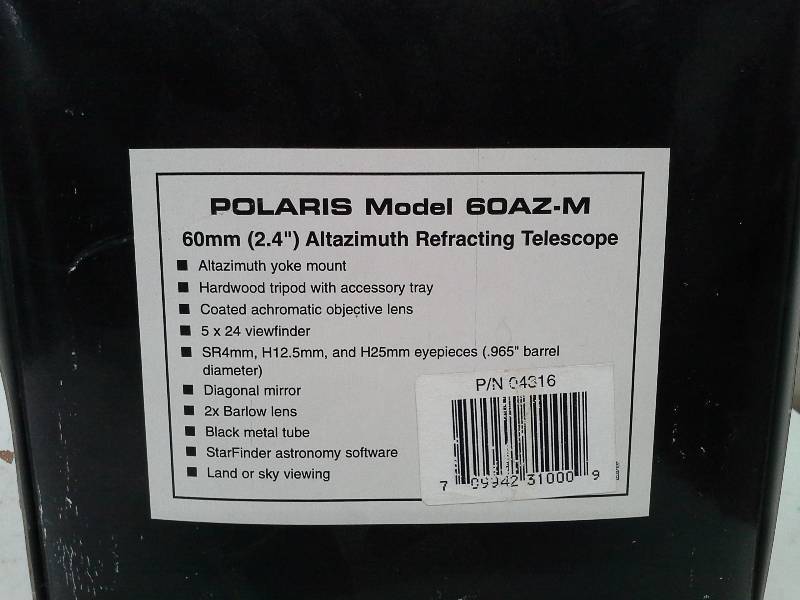 POLARIS Model 60AZ-M
60mm (2.4") Altazimuth Refracting Telescope
■ Altazimuth yoke mount
■ Hardwood tripod with accessory tray
■ Coated achromatic objective lens
■ 5 x 24 viewfinder
■ SR4mm, H12.5mm, and H25mm eyepieces (.965" barrel
diameter)
■ Diagonal mirror
■ 2x Barlow lens
■ Black metal tube
■ StarFinder astronomy software
■ Land or sky viewing
P/N 04316
7 09942 31000 9